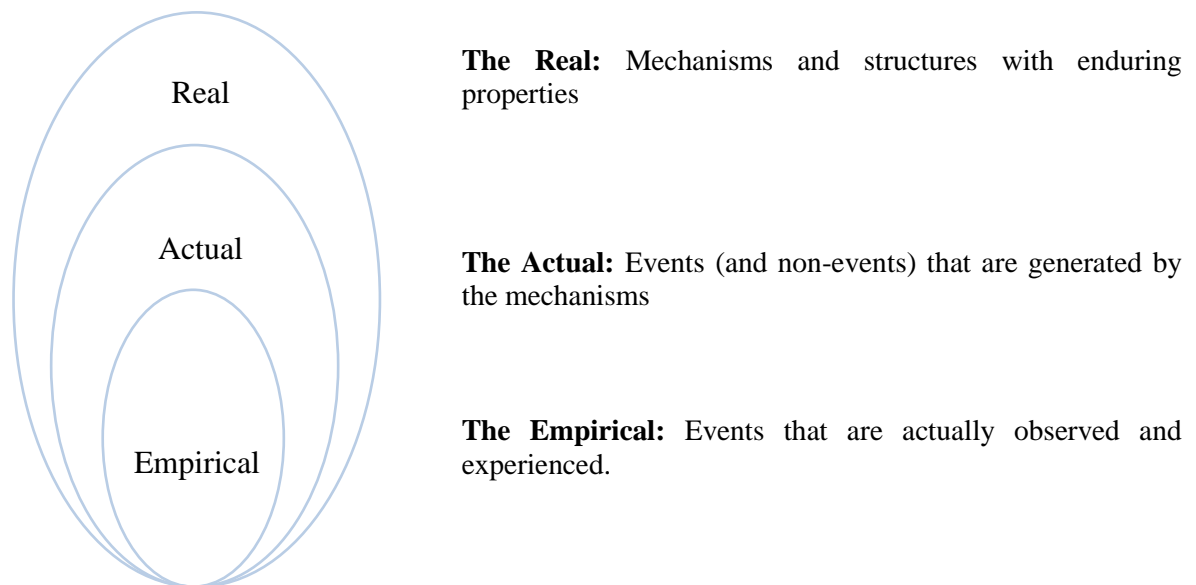 Real
The Real: Mechanisms and structures with enduring
properties
Actual
The Actual: Events (and non-events) that are generated by
the mechanisms
Empirical
The Empirical: Events that are actually observed and
experienced.